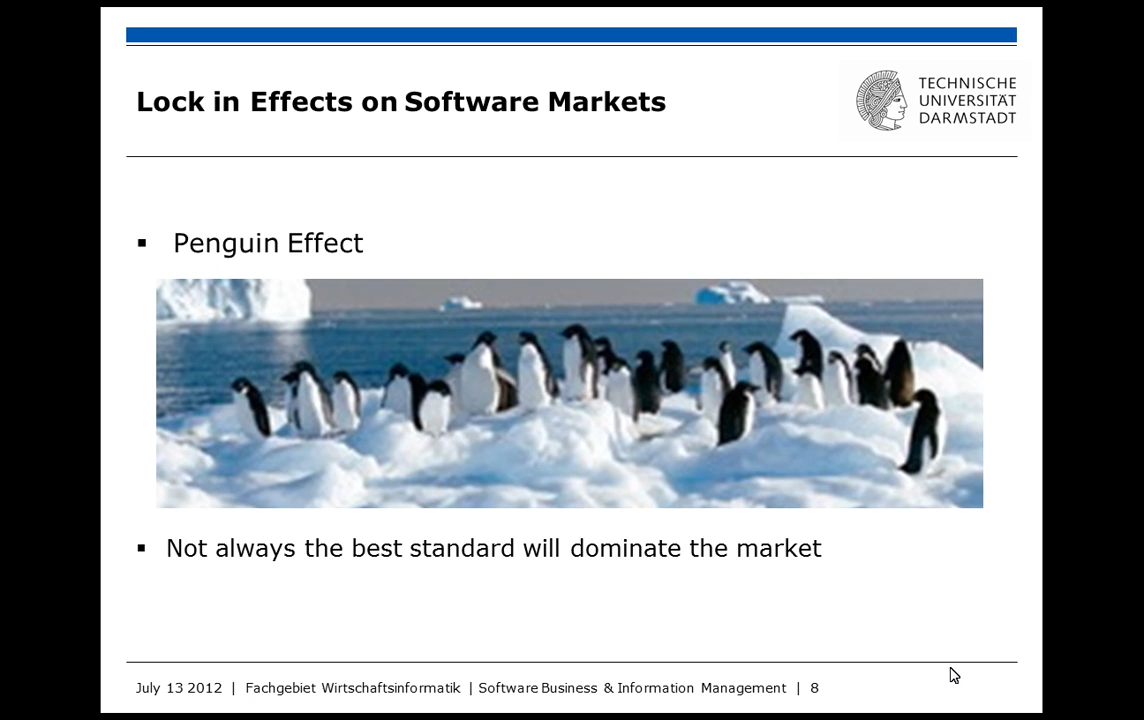 Lock in Effects on Software Markets
TECHNISCHE
UNIVERSITÄT
DARMSTADT
▪ Penguin Effect
▪ Not always the best standard will dominate the market
July 13 2012 | Fachgebiet Wirtschaftsinformatik | Software Business & Information Management | 8